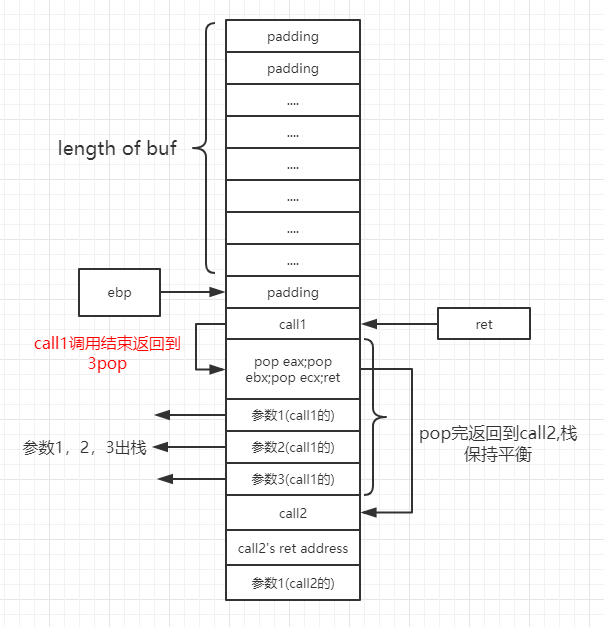 padding
padding
....
....
length of buf
....
....
....
....
ebp
padding
call1
ret
call1调用结束返回到
3pop
pop eax;pop
ebx;pop ecx;ret
参数1(call1的)
参数1，2，3出栈
参数2(call1的)
pop完返回到call2,栈
保持平衡
参数3(call1的)
call2
call2's ret address
参数1(call2的)